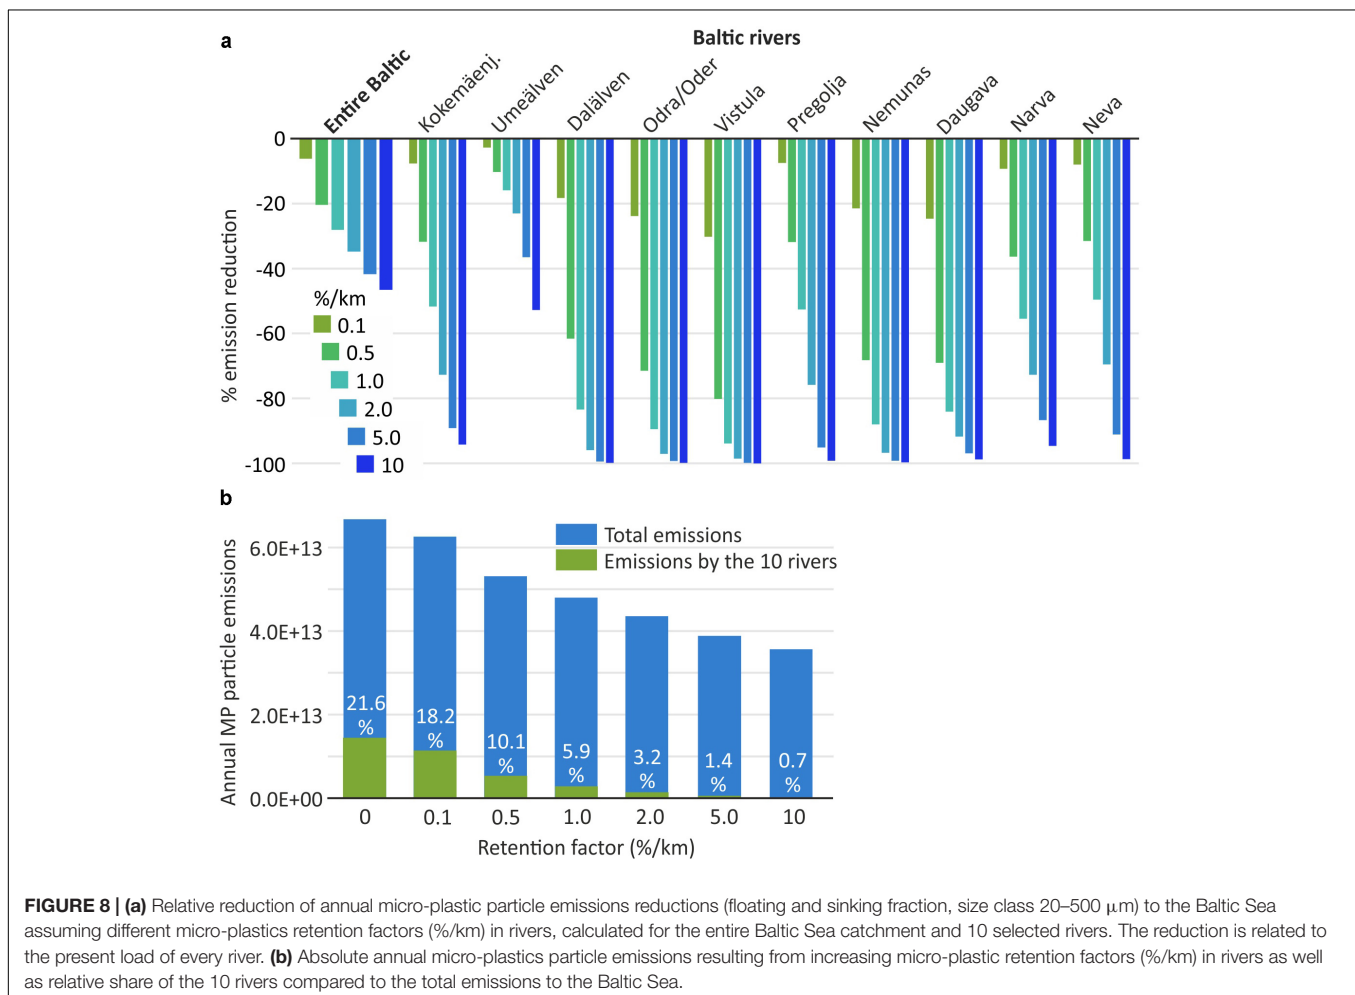 a
Baltic rivers
Entire Baltic
Kokemäenj.
Umeälven
Dalälven
Odra/Oder
Vistula
Pregolja
Nemunas
Daugava
Narva
Neva
0
-20
-40
-60
-80
-100
% emission reduction
%/km
0.1
0.5
1.0
2.0
5.0
10
b
Total emissions
Emissions by the 10 rivers
6.0E+13
4.0E+13
2.0E+13
0.0E+00
Annual MP particle emissions
21.6
%
18.2
%
10.1
%
5.9
%
3.2
%
1.4
%
0.7
%
0
0.1
0.5
1.0
2.0
5.0
10
Retention factor (%/km)
FIGURE 8 | (a) Relative reduction of annual micro-plastic particle emissions reductions (floating and sinking fraction, size class 20–500 μm) to the Baltic Sea
assuming different micro-plastics retention factors (%/km) in rivers, calculated for the entire Baltic Sea catchment and 10 selected rivers. The reduction is related to
the present load of every river. (b) Absolute annual micro-plastics particle emissions resulting from increasing micro-plastic retention factors (%/km) in rivers as well
as relative share of the 10 rivers compared to the total emissions to the Baltic Sea.